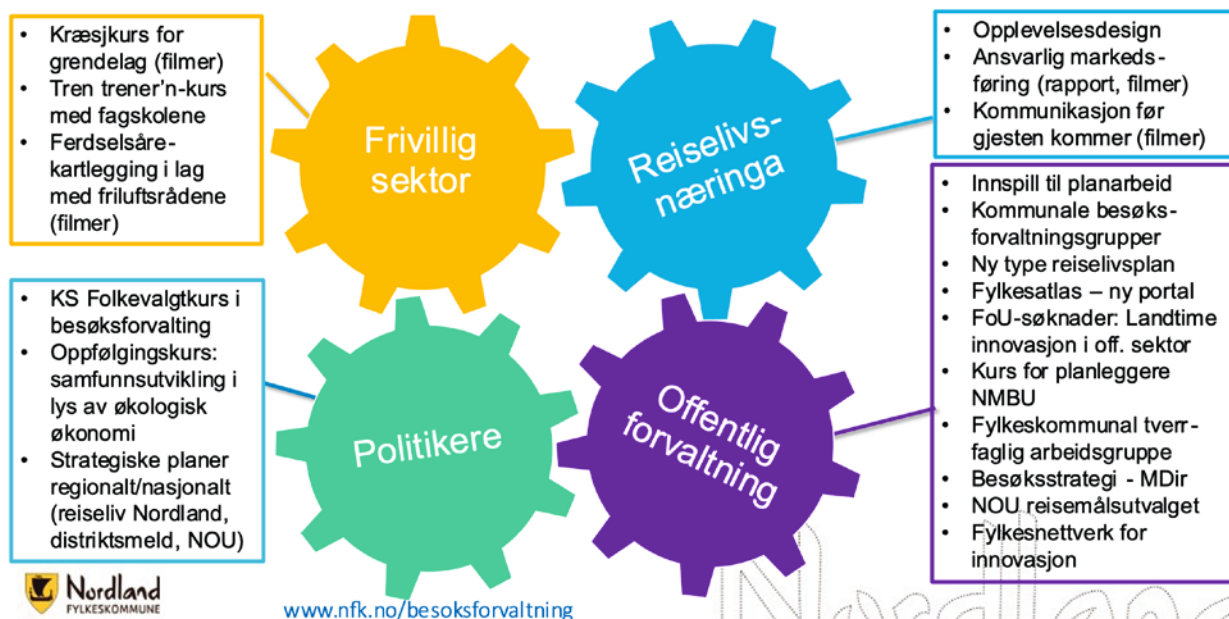 • Kræsjkurs for
grendelag (filmer)
• Tren trener'n-kurs
med fagskolene
• Ferdselsåre-
kartlegging i lag
med friluftsrådene
(filmer)
Frivillig
sektor
Reiselivs-
næringa
• Opplevelsesdesign
• Ansvarlig markeds-
føring (rapport, filmer)
• Kommunikasjon før
gjesten kommer (filmer)
• KS Folkevalgtkurs i
besøksforvalting
• Oppfølgingskurs:
samfunnsutvikling i
lys av økologisk
økonomi
• Strategiske planer
regionalt/nasjonalt
(reiseliv Nordland,
distriktsmeld, NOU)
Politikere
Offentlig
forvaltning
• Innspill til planarbeid
• Kommunale besøks-
forvaltningsgrupper
• Ny type reiselivsplan
• Fylkesatlas – ny portal
• FoU-søknader: Landtime
innovasjon i off. sektor
• Kurs for planleggere
NMBU
• Fylkeskommunal tverr-
faglig arbeidsgruppe
• Besøksstrategi - MDir
• NOU reisemålsutvalget
• Fylkesnettverk for
innovasjon
Nordland
FYLKESKOMMUNE
www.nfk.no/besoksforvaltning
Nordland